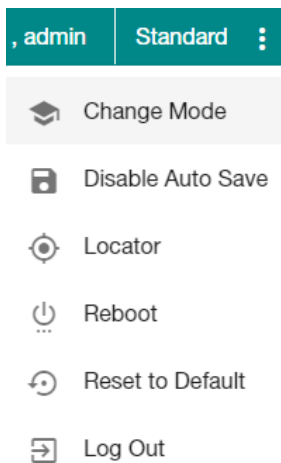 , admin Standard
Change Mode
Disable Auto Save
Locator
Reboot
Reset to Default
Log Out